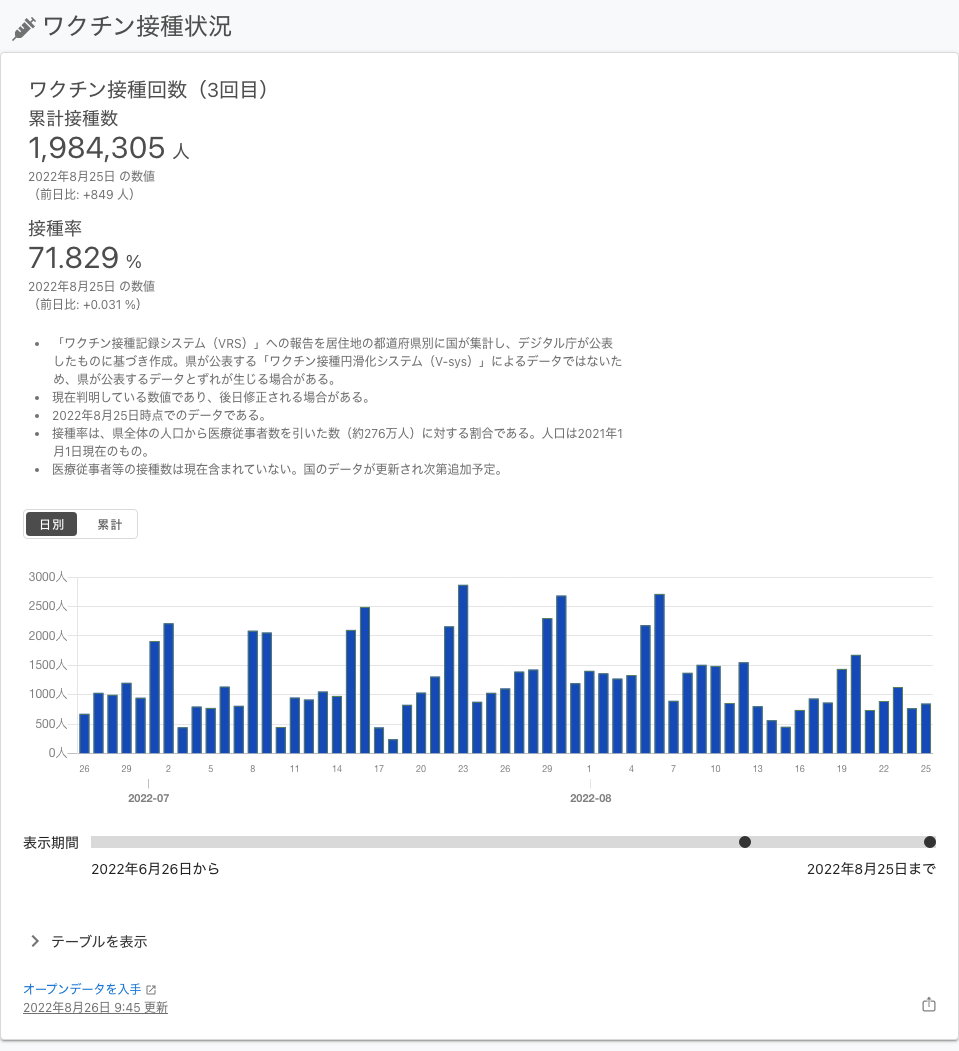 ワクチン接種状況
ワクチン接種回数（3回目）
累計接種数
1,984,305 人
2022年8月25日 の数値
（前日比: +849 人）
接種率
71.829 %
2022年8月25日 の数値
（前日比: +0.031 %）
• 「ワクチン接種記録システム（VRS）」への報告を居住地の都道府県別に国が集計し、デジタル庁が公表
したものに基づき作成。県が公表する「ワクチン接種円滑化システム（V-sys）」によるデータではないた
め、県が公表するデータとずれが生じる場合がある。
• 現在判明している数値であり、後日修正される場合がある。
• 2022年8月25日時点でのデータである。
• 接種率は、県全体の人口から医療従事者数を引いた数（約276万人）に対する割合である。人口は2021年1
月1日現在のもの。
• 医療従事者等の接種数は現在含まれていない。国のデータが更新され次第追加予定。
日別 累計
3000人
2500人
2000人
1500人
1000人
500人
0人
26 29 2 5 8 11 14 17 20 23 26 29 1 4 7 10 13 16 19 22 25
2022-07 2022-08
表示期間
2022年6月26日から 2022年8月25日まで
テーブルを表示
オープンデータを入手
2022年8月26日 9:45 更新